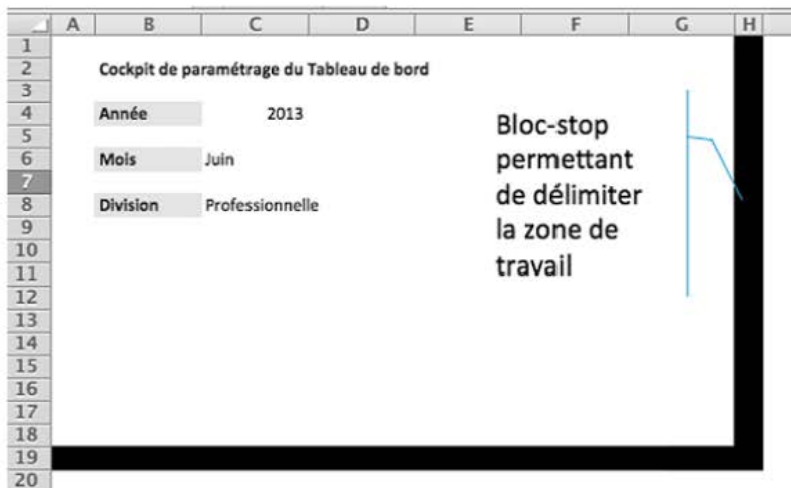 A B C D E F G H
1
2 Cockpit de paramétrage du Tableau de bord
3
4 Année 2013
5
6 Mois Juin
7
8 Division Professionnelle
9
10
11
12
13
14
15
16
17
18
19
20
Bloc-stop
permettant
de délimiter
la zone de
travail